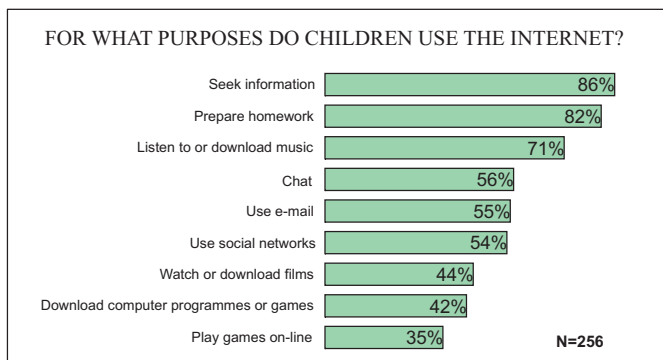 FOR WHAT PURPOSES DO CHILDREN USE THE INTERNET?
Seek information 86%
Prepare homework 82%
Listen to or download music 71%
Chat 56%
Use e-mail 55%
Use social networks 54%
Watch or download films 44%
Download computer programmes or games 42%
Play games on-line 35%
N=256